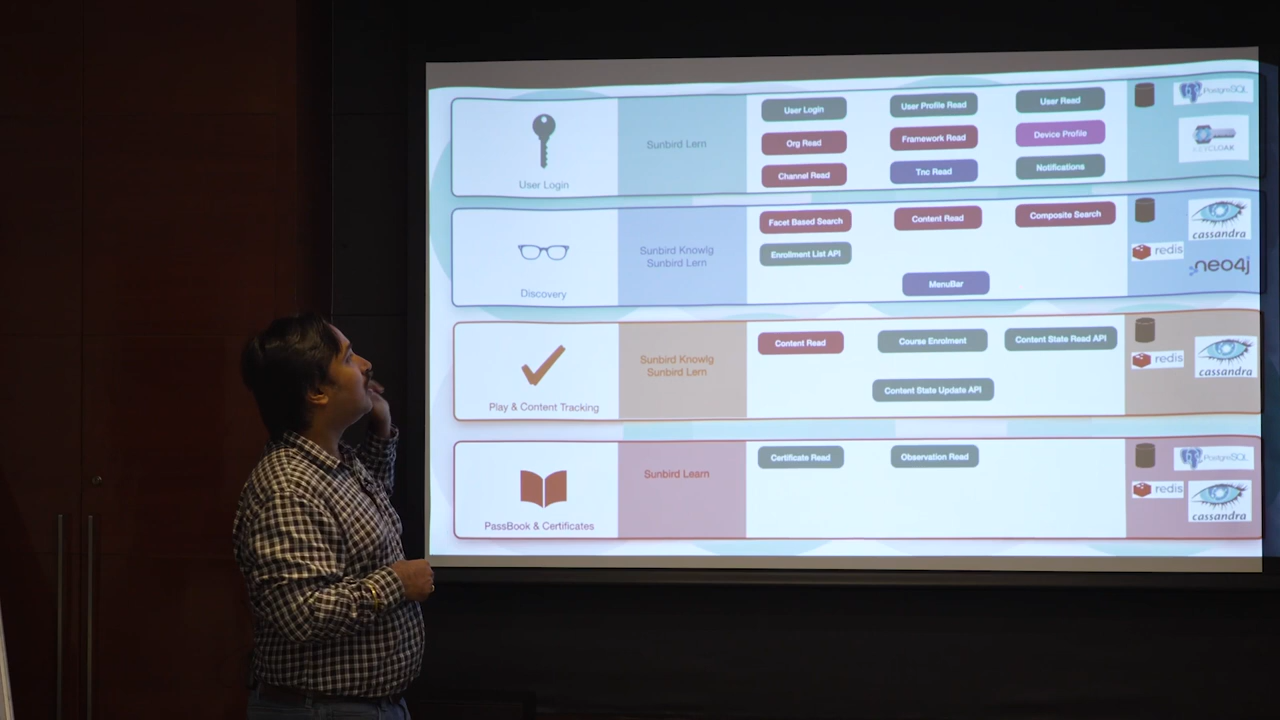 User Login
Sunbird Lern
User Login
User Profile Read
User Read
Org Read
Framework Read
Device Profile
Channel Read
Tnc Read
Notifications
PostgreSQL
Discovery
Sunbird Knowlg
Sunbird Lern
Facet Based Search
Content Read
Composite Search
Enrollment List API
MenuBar
cassandra
redis
neo4j
Play & Content Tracking
Sunbird Knowlg
Sunbird Lern
Content Read
Course Enrolment
Content State Read API
Content State Update API
redis
cassandra
PassBook & Certificates
Sunbird Learn
Certificate Read
Observation Read
PostgreSQL
redis
cassandra